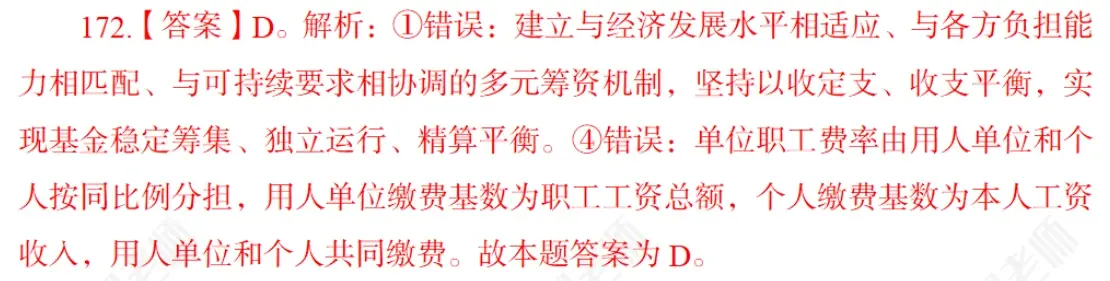 172.【答案】D。解析：①错误：建立与经济发展水平相适应、与各方负担能
力相匹配、与可持续要求相协调的多元筹资机制，坚持以收定支、收支平衡，实
现基金稳定筹集、独立运行、精算平衡。④错误：单位职工费率由用人单位和个
人按同比例分担，用人单位缴费基数为职工工资总额，个人缴费基数为本人工资
收入，用人单位和个人共同缴费。故本题答案为 D。
老师